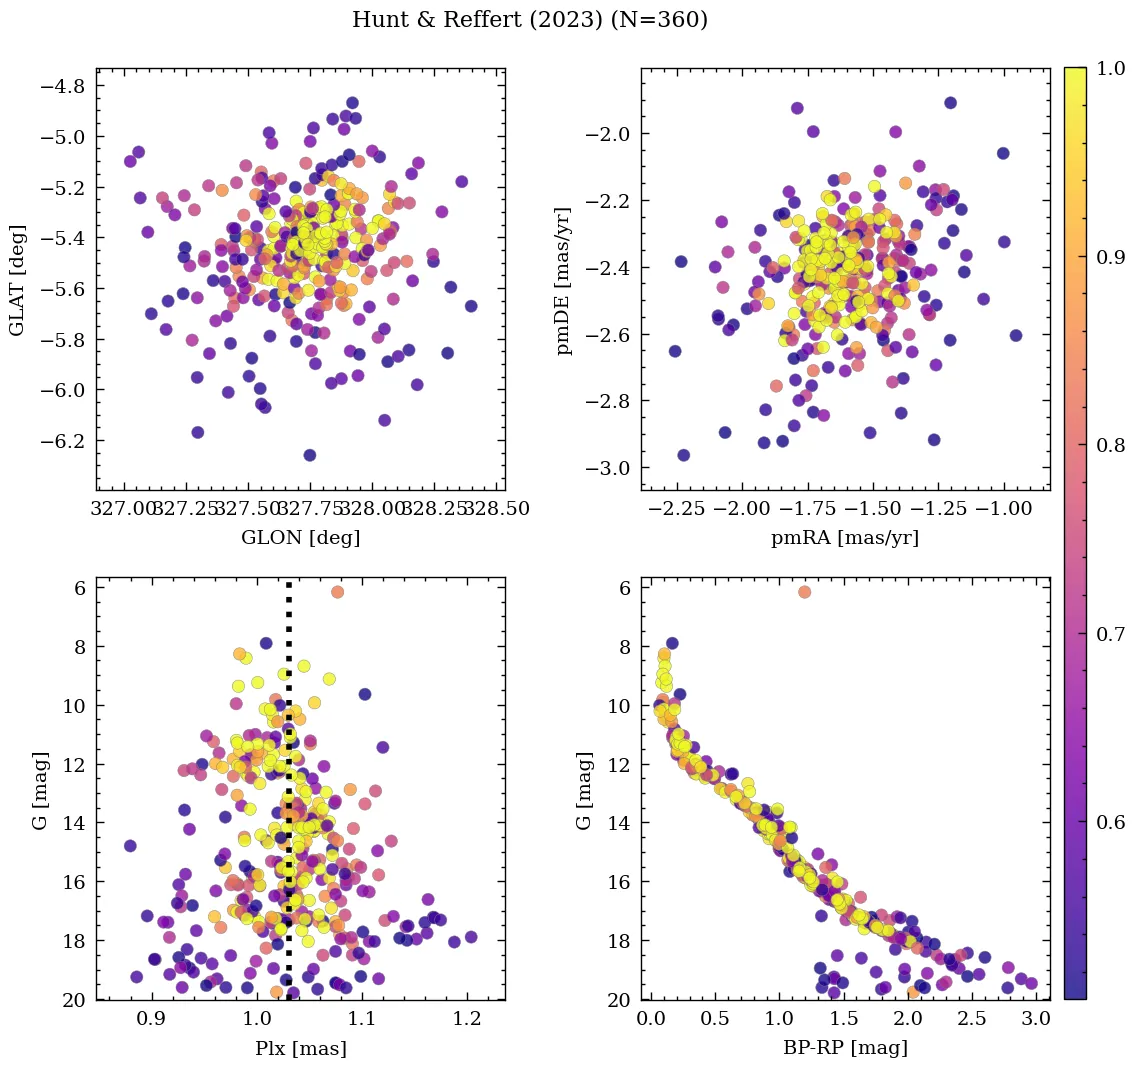 Hunt & Reffert (2023) (N=360)
−4.8
−5.0
−5.2
−5.4
−5.6
−5.8
−6.0
−6.2
GLAT [deg]
327.00 327.25 327.50 327.75 328.00 328.25 328.50
GLON [deg]
−2.0
−2.2
−2.4
−2.6
−2.8
−3.0
pmDE [mas/yr]
−2.25 −2.00 −1.75 −1.50 −1.25 −1.00
pmRA [mas/yr]
1.0
0.9
0.8
0.7
0.6
6
8
10
12
14
16
18
20
G [mag]
0.9 1.0 1.1 1.2
Plx [mas]
6
8
10
12
14
16
18
20
G [mag]
0.0 0.5 1.0 1.5 2.0 2.5 3.0
BP-RP [mag]